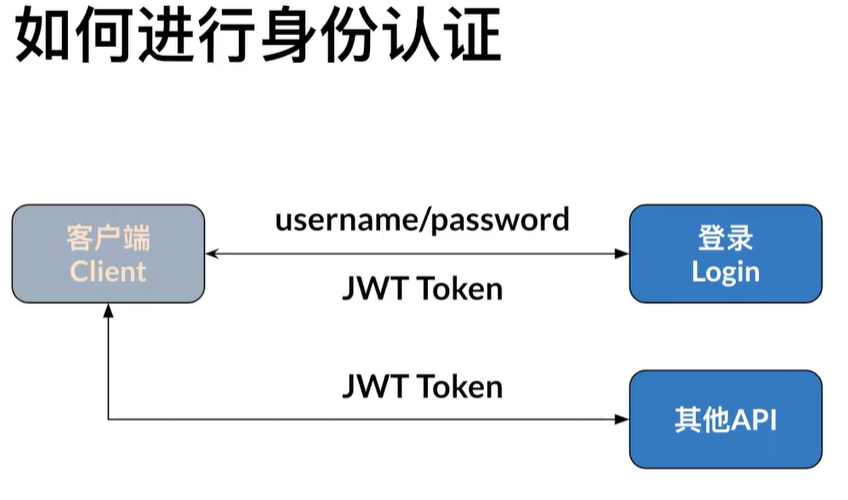 如何进行身份认证
username/password
客户端
Client
登录
Login
JWT Token
JWT Token
其他API